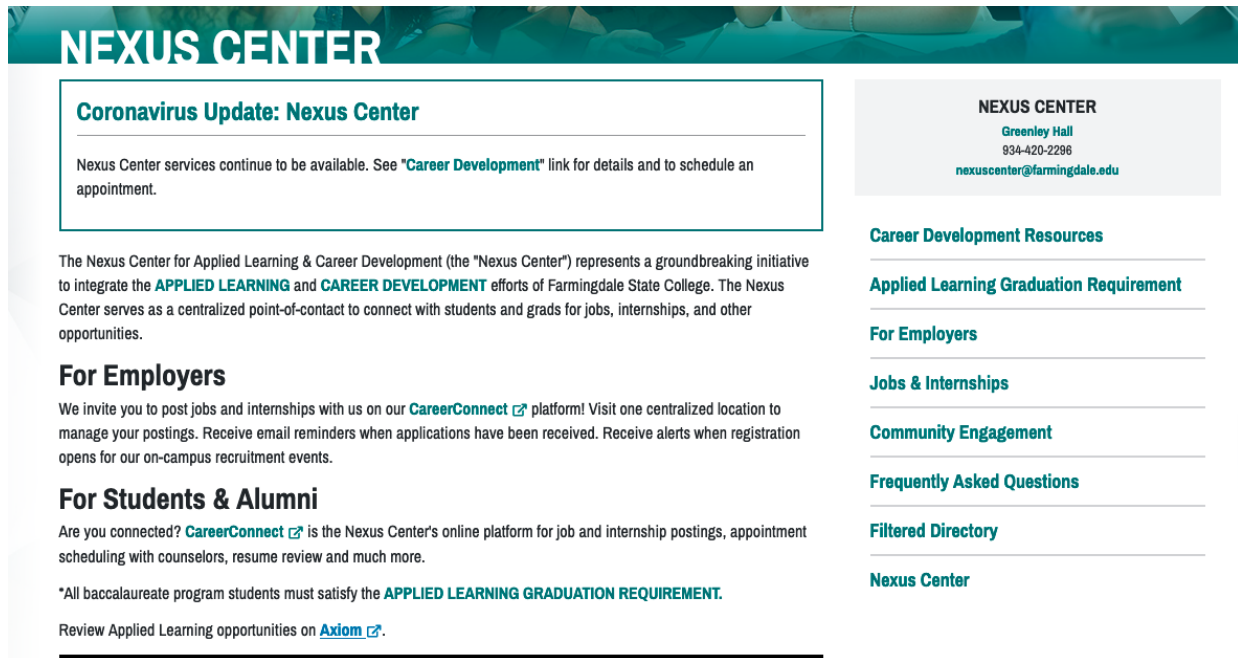 NEXUS CENTER
Coronavirus Update: Nexus Center
Nexus Center services continue to be available. See "Career Development" link for details and to schedule an
appointment.
The Nexus Center for Applied Learning & Career Development (the "Nexus Center") represents a groundbreaking initiative
to integrate the APPLIED LEARNING and CAREER DEVELOPMENT efforts of Farmingdale State College. The Nexus
Center serves as a centralized point-of-contact to connect with students and grads for jobs, internships, and other
opportunities.
For Employers
We invite you to post jobs and internships with us on our CareerConnect platform! Visit one centralized location to
manage your postings. Receive email reminders when applications have been received. Receive alerts when registration
opens for our on-campus recruitment events.
For Students & Alumni
Are you connected? CareerConnect is the Nexus Center's online platform for job and internship postings, appointment
scheduling with counselors, resume review and much more.
*All baccalaureate program students must satisfy the APPLIED LEARNING GRADUATION REQUIREMENT.
Review Applied Learning opportunities on Axiom.
NEXUS CENTER
Greenley Hall
934-420-2296
nexuscenter@farmingdale.edu
Career Development Resources
Applied Learning Graduation Requirement
For Employers
Jobs & Internships
Community Engagement
Frequently Asked Questions
Filtered Directory
Nexus Center